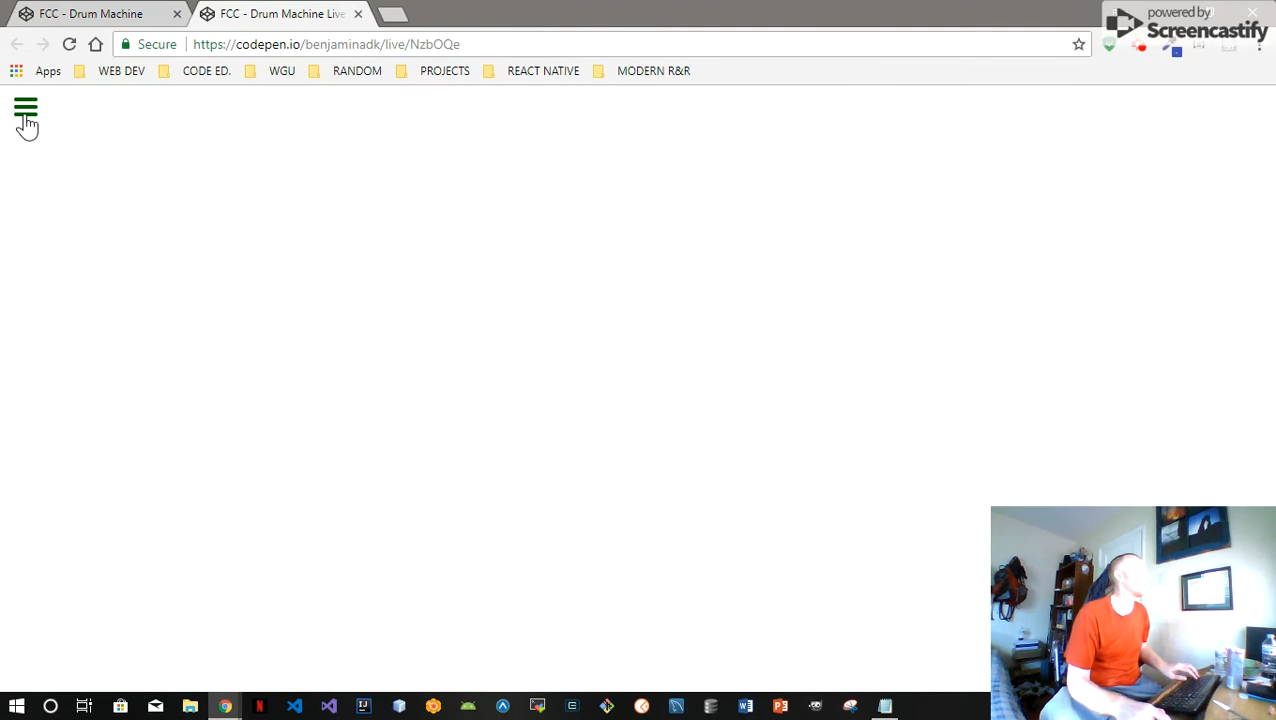 FCC - Drum Machine
FCC - Drum Machine Live
powered by
Screencastify
Secure
https://codepen.io/benjaminadk/live/NzbOQe
Apps
WEB DEV
CODE ED.
WGU
RANDOM
PROJECTS
REACT NATIVE
MODERN R&R